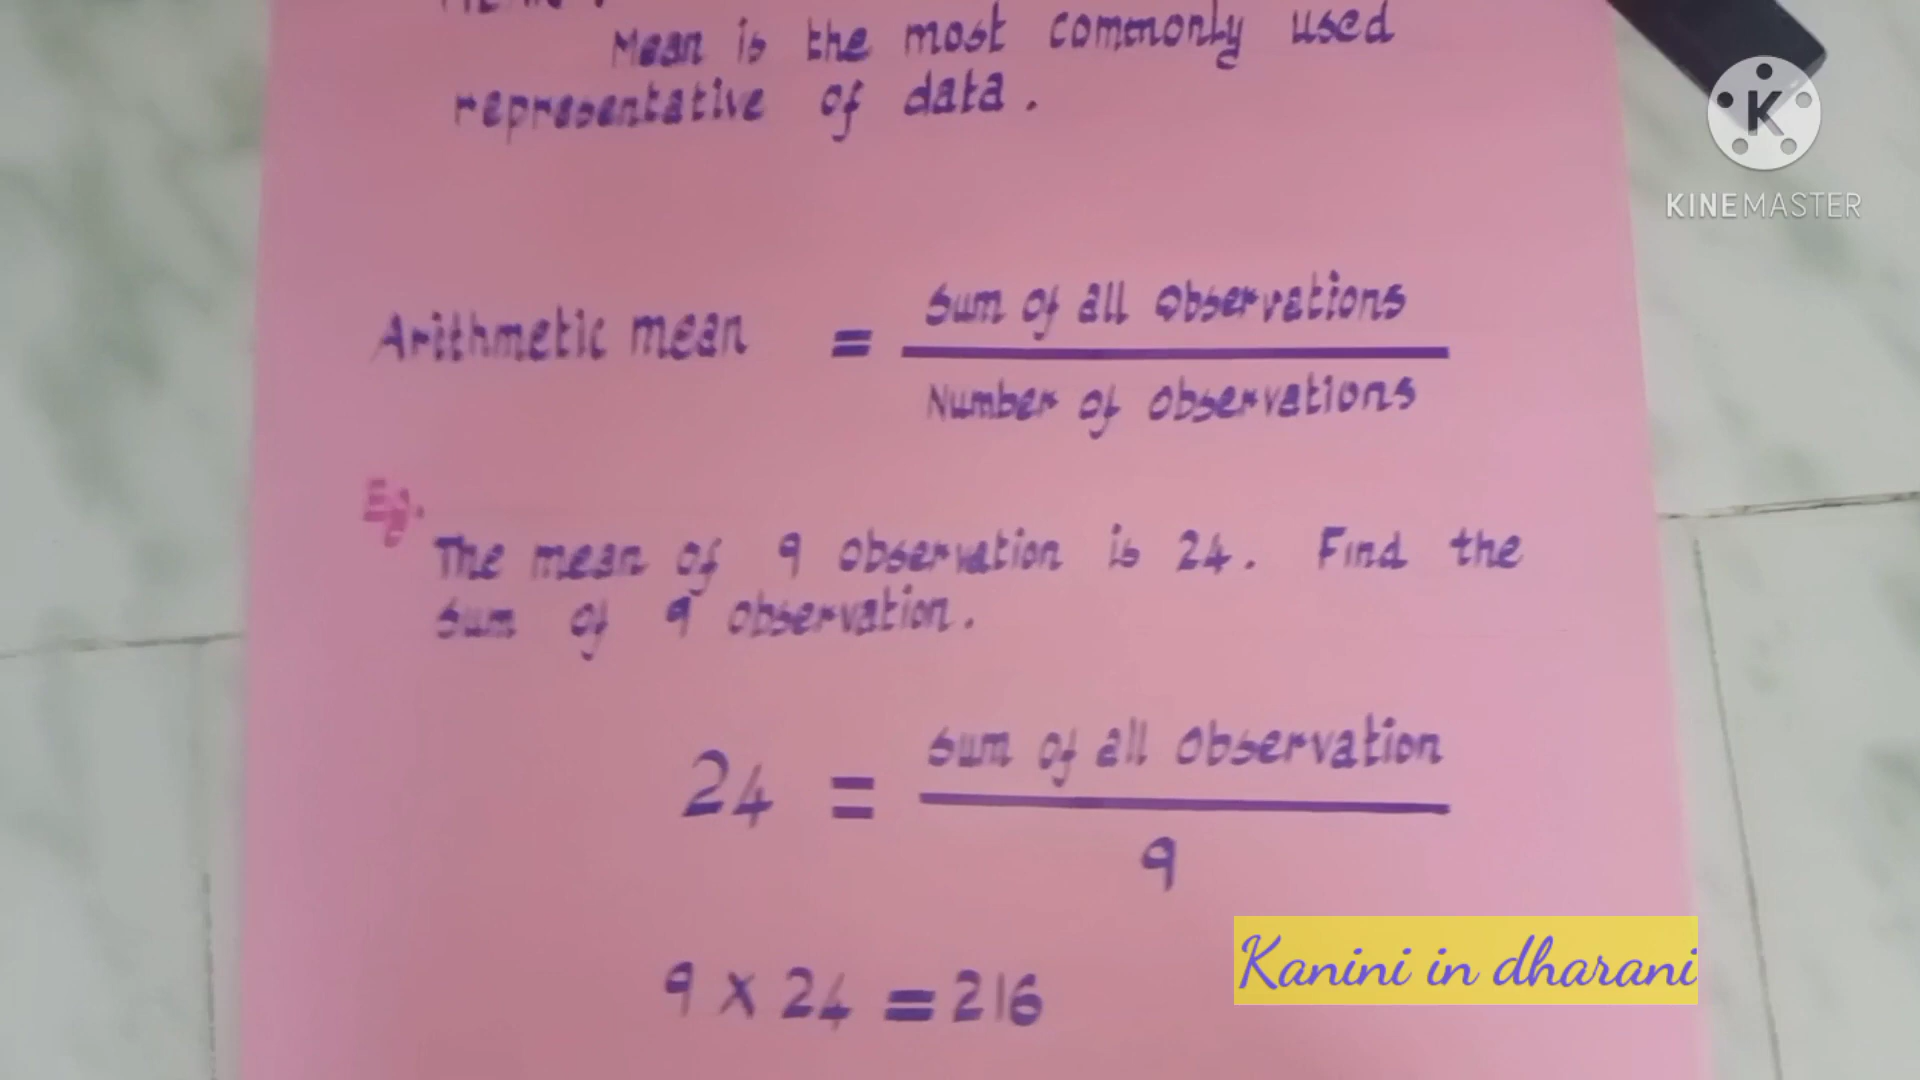 Mean is the most commonly used
representative of data.
KINEMASTER
Arithmetic mean = Sum of all Observations
Number of observations
Eg.
The mean of 9 observation is 24. Find the
sum of 9 observation.
24 = Sum of all observation
9
9 x 24 = 216
Kanini in dharani